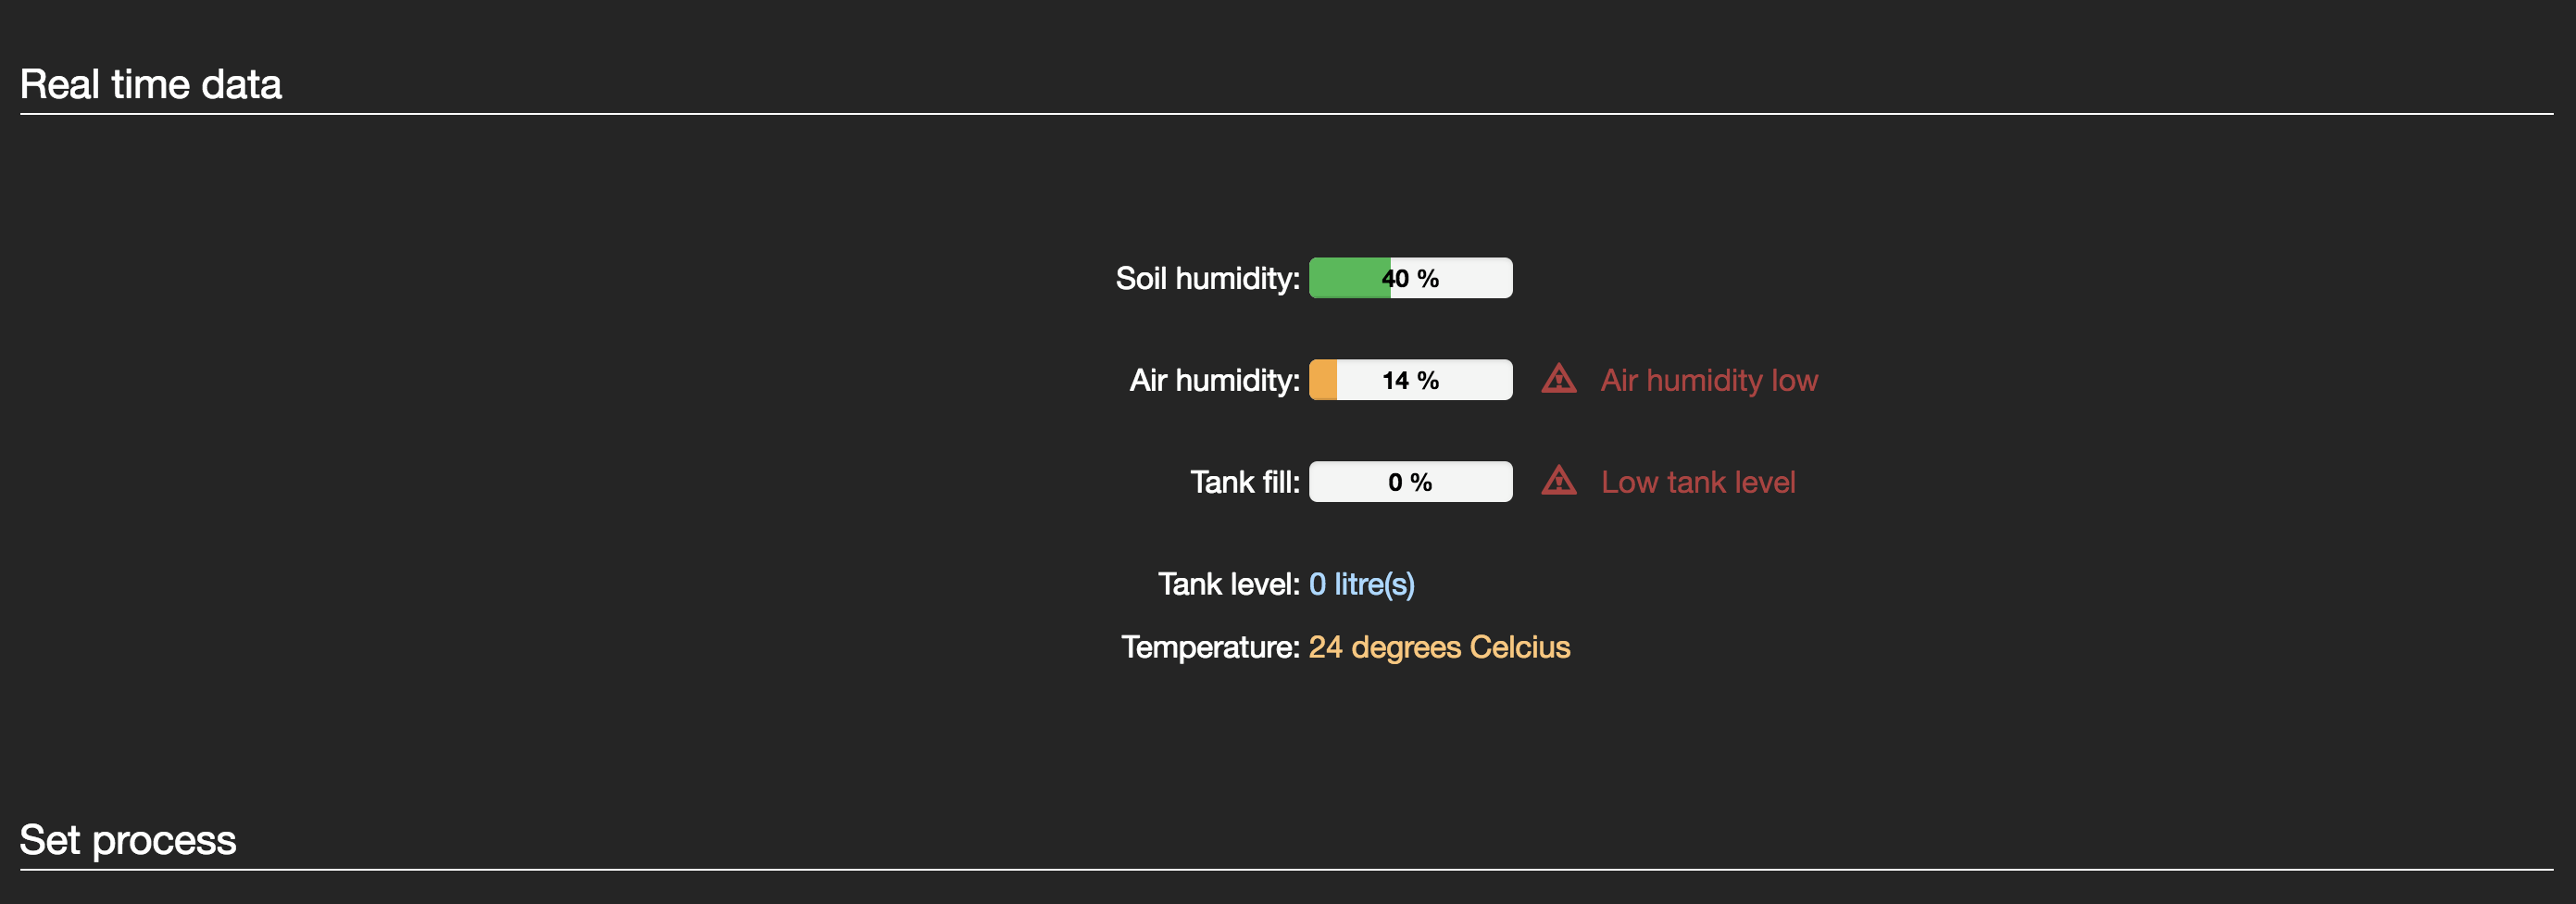 Real time data
Soil humidity: 40 %
Air humidity: 14 % Air humidity low
Tank fill: 0 % Low tank level
Tank level: 0 litre(s)
Temperature: 24 degrees Celcius
Set process